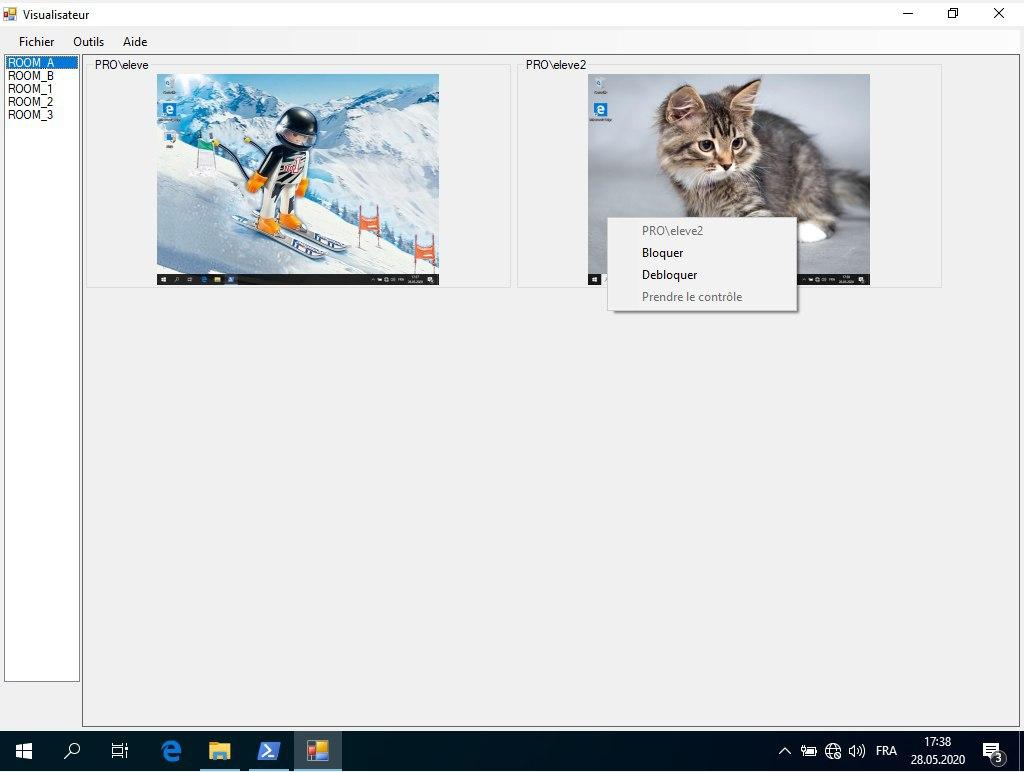 Visualisateur
Fichier Outils Aide
ROOM_A
ROOM_B
ROOM_1
ROOM_2
ROOM_3
PRO\eleve
PRO\eleve2
PRO\eleve2
Bloquer
Debloquer
Prendre le contrôle
FRA
17:38
28.05.2020
3